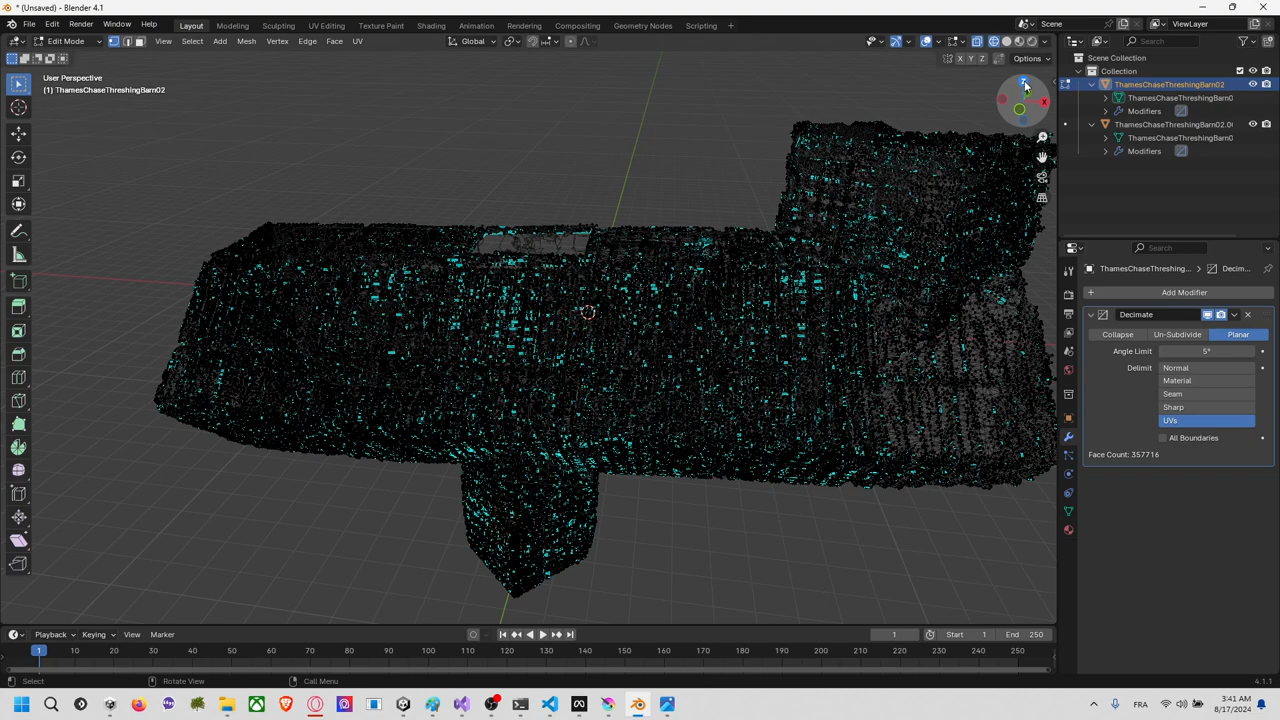 * (Unsaved) - Blender 4.1
File Edit Render Window Help Layout Modeling Sculpting UV Editing Texture Paint Shading Animation Rendering Compositing Geometry Nodes Scripting + Scene ViewLayer
Edit Mode View Select Add Mesh Vertex Edge Face UV Global Search
X Y Z Options
User Perspective
(1) ThamesChaseThreshingBarn02
Scene Collection
Collection
ThamesChaseThreshingBarn02
ThamesChaseThreshingBarn0
Modifiers
ThamesChaseThreshingBarn02.0
ThamesChaseThreshingBarn0
Modifiers
X
Search
ThamesChaseThreshing... > Decim...
+ Add Modifier
Decimate
Collapse Un-Subdivide Planar
Angle Limit 5°
Delimit Normal
Material
Seam
Sharp
UVs
All Boundaries
Face Count: 357716
Playback Keying View Marker 1 Start 1 End 250
1 10 20 30 40 50 60 70 80 90 100 110 120 130 140 150 160 170 180 190 200 210 220 230 240 250
Select Rotate View Call Menu 4.1.1
FRA 3:41 AM
8/17/2024